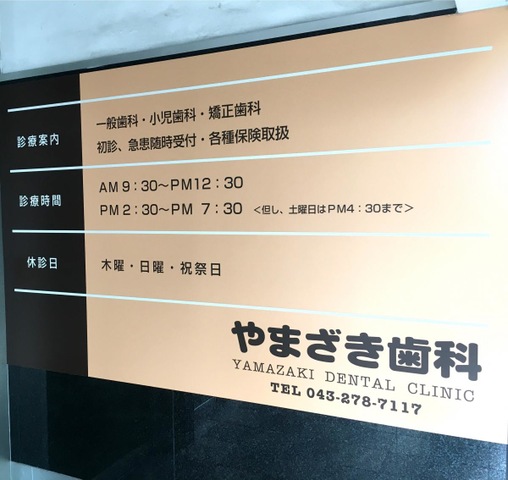 診療案内
一般歯科・小児歯科・矯正歯科
初診、急患随時受付・各種保険取扱
診療時間
AM 9：30～PM12：30
PM 2：30～PM 7：30 <但し、土曜日はPM4：30まで>
休診日
木曜・日曜・祝祭日
やまざき歯科
YAMAZAKI DENTAL CLINIC
TEL 043-278-7117